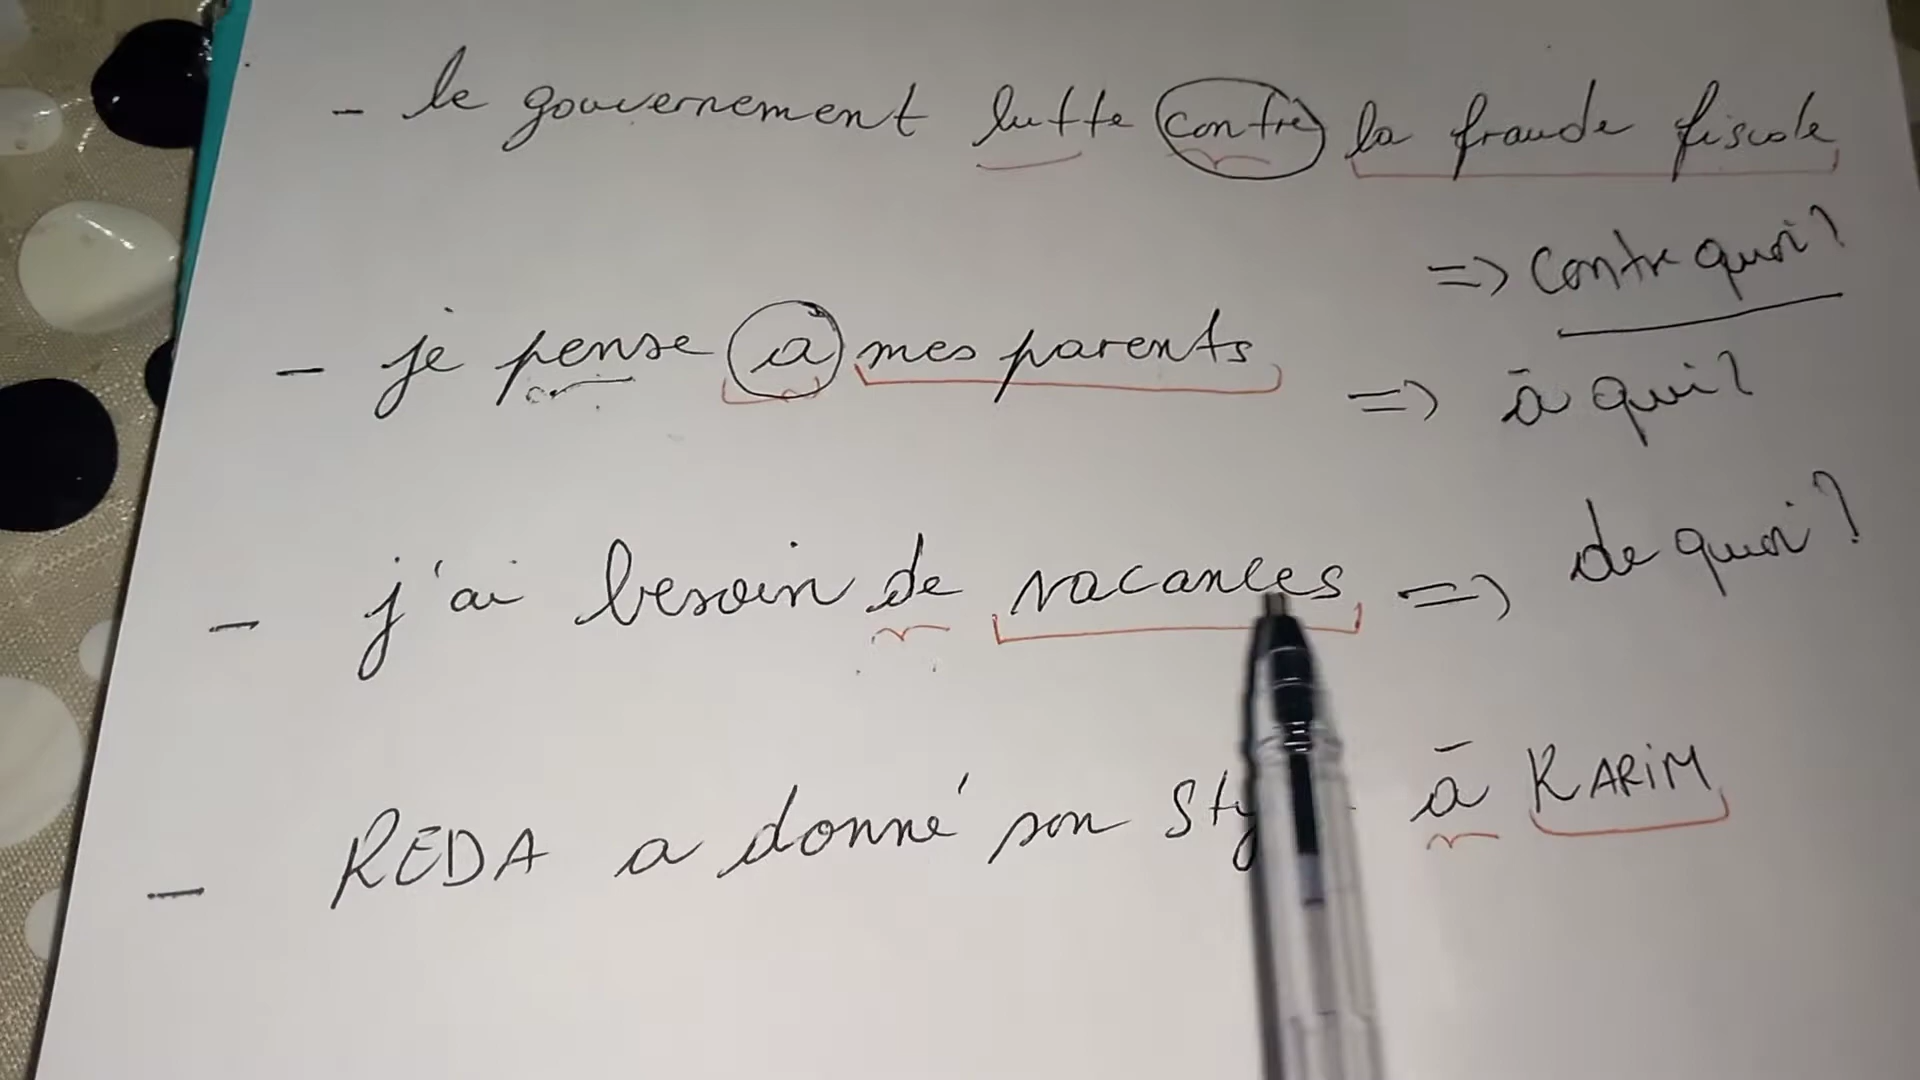 - le gouvernement lutte contre la fraude fiscale
=> Contre quoi?
- je pense a mes parents => à qui?
- j'ai besoin de vacances => de quoi?
- REDA a donné son à KARIM